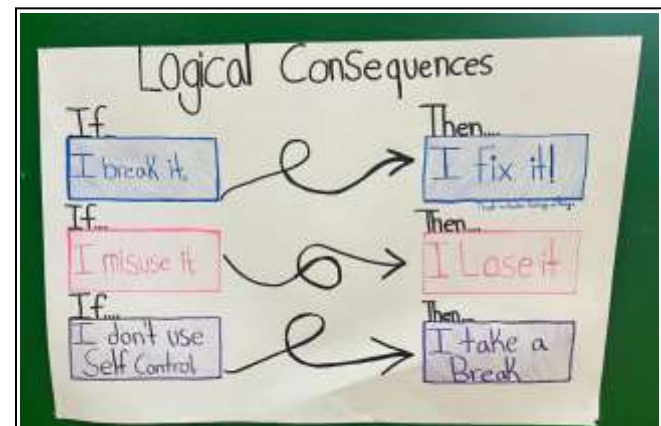 Logical Consequences
If... Then....
I break it. I fix it!
If... Then...
I misuse it I Lose it
If.... Then....
I don't use I take a
Self Control Break